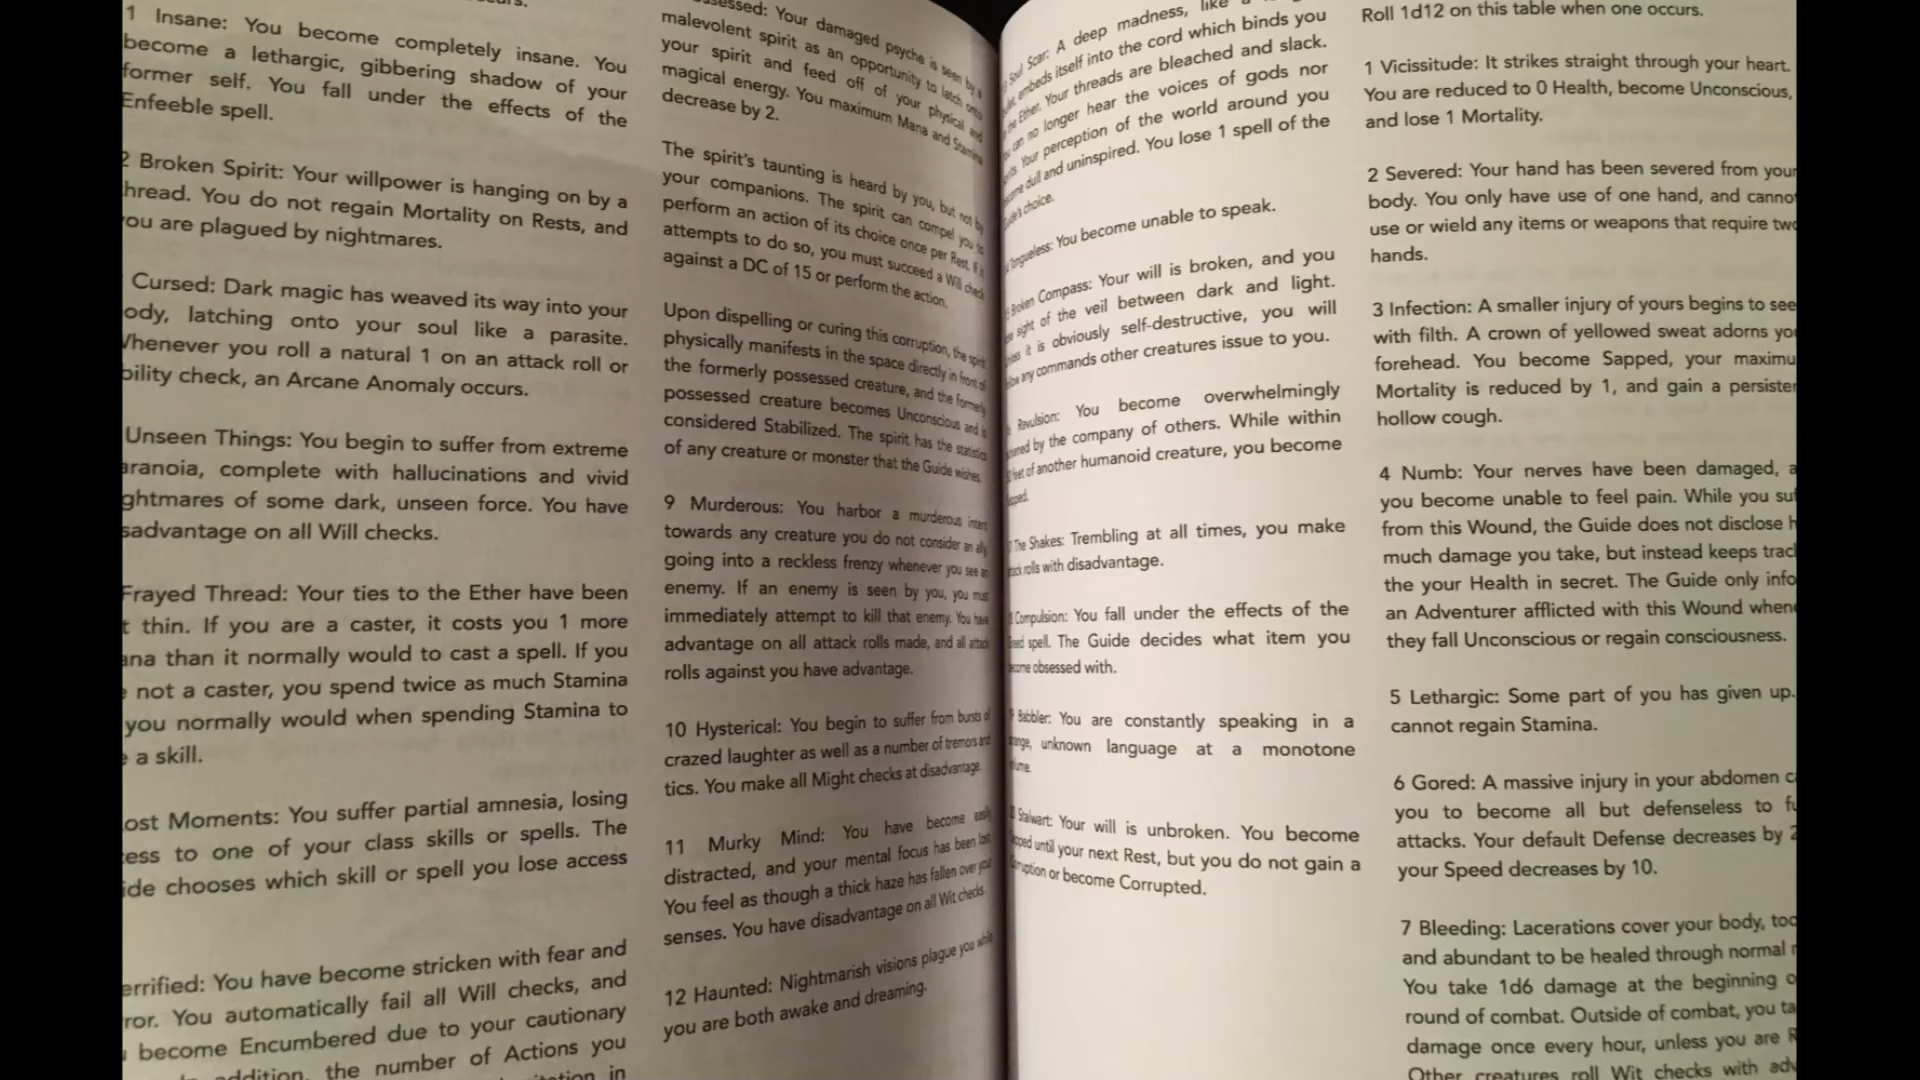 1 Insane: You become completely insane. You
become a lethargic, gibbering shadow of your
former self. You fall under the effects of the
Enfeeble spell.
2 Broken Spirit: Your willpower is hanging on by a
thread. You do not regain Mortality on Rests, and
you are plagued by nightmares.
Cursed: Dark magic has weaved its way into your
body, latching onto your soul like a parasite.
Whenever you roll a natural 1 on an attack roll or
ability check, an Arcane Anomaly occurs.
Unseen Things: You begin to suffer from extreme
paranoia, complete with hallucinations and vivid
nightmares of some dark, unseen force. You have
disadvantage on all Will checks.
Frayed Thread: Your ties to the Ether have been
thin. If you are a caster, it costs you 1 more
mana than it normally would to cast a spell. If you
not a caster, you spend twice as much Stamina
you normally would when spending Stamina to
a skill.
Lost Moments: You suffer partial amnesia, losing
access to one of your class skills or spells. The
Guide chooses which skill or spell you lose access
Terrified: You have become stricken with fear and
You automatically fail all Will checks, and
become Encumbered due to your cautionary
addition, the number of Actions you
in
Possessed: Your damaged psyche is seen by a
malevolent spirit as an opportunity to latch onto
your spirit and feed off of your physical and
magical energy. You maximum Mana and Stamina
decrease by 2.
The spirit's taunting is heard by you, but not by
your companions. The spirit can compel you to
perform an action of its choice once per Rest. If it
attempts to do so, you must succeed a Will check
against a DC of 15 or perform the action.
Upon dispelling or curing this corruption, the spirit
physically manifests in the space directly in front of
the formerly possessed creature, and the formerly
possessed creature becomes Unconscious and is
considered Stabilized. The spirit has the statistics
of any creature or monster that the Guide wishes.
9 Murderous: You harbor a murderous intent
towards any creature you do not consider an ally,
going into a reckless frenzy whenever you see an
enemy. If an enemy is seen by you, you must
immediately attempt to kill that enemy. You have
advantage on all attack rolls made, and all attack
rolls against you have advantage.
10 Hysterical: You begin to suffer from bursts of
crazed laughter as well as a number of tremors and
tics. You make all Might checks at disadvantage.
11 Murky Mind: You have become easily
distracted, and your mental focus has been lost.
You feel as though a thick haze has fallen over your
senses. You have disadvantage on all Wit checks.
12 Haunted: Nightmarish visions plague you while
you are both awake and dreaming.
Soul Scar: A deep madness, like a
embeds itself into the cord which binds you
the Ether. Your threads are bleached and slack.
can no longer hear the voices of gods nor
Your perception of the world around you
dull and uninspired. You lose 1 spell of the
Guide's choice.
Tongueless: You become unable to speak.
Broken Compass: Your will is broken, and you
sight of the veil between dark and light.
it is obviously self-destructive, you will
any commands other creatures issue to you.
Revulsion: You become overwhelmingly
by the company of others. While within
feet of another humanoid creature, you become
The Shakes: Trembling at all times, you make
attack rolls with disadvantage.
Compulsion: You fall under the effects of the
spell. The Guide decides what item you
become obsessed with.
Babbler: You are constantly speaking in a
strange, unknown language at a monotone
volume.
Stalwart: Your will is unbroken. You become
until your next Rest, but you do not gain a
Corruption or become Corrupted.
Roll 1d12 on this table when one occurs.
1 Vicissitude: It strikes straight through your heart.
You are reduced to 0 Health, become Unconscious,
and lose 1 Mortality.
2 Severed: Your hand has been severed from your
body. You only have use of one hand, and cannot
use or wield any items or weapons that require two
hands.
3 Infection: A smaller injury of yours begins to see
with filth. A crown of yellowed sweat adorns you
forehead. You become Sapped, your maximu
Mortality is reduced by 1, and gain a persisten
hollow cough.
4 Numb: Your nerves have been damaged, a
you become unable to feel pain. While you suf
from this Wound, the Guide does not disclose h
much damage you take, but instead keeps trac
the your Health in secret. The Guide only info
an Adventurer afflicted with this Wound when
they fall Unconscious or regain consciousness.
5 Lethargic: Some part of you has given up.
cannot regain Stamina.
6 Gored: A massive injury in your abdomen ca
you to become all but defenseless to fu
attacks. Your default Defense decreases by 2
your Speed decreases by 10.
7 Bleeding: Lacerations cover your body, too
and abundant to be healed through normal
You take 1d6 damage at the beginning o
round of combat. Outside of combat, you ta
damage once every hour, unless you are R
Other creatures roll Wit checks with adv